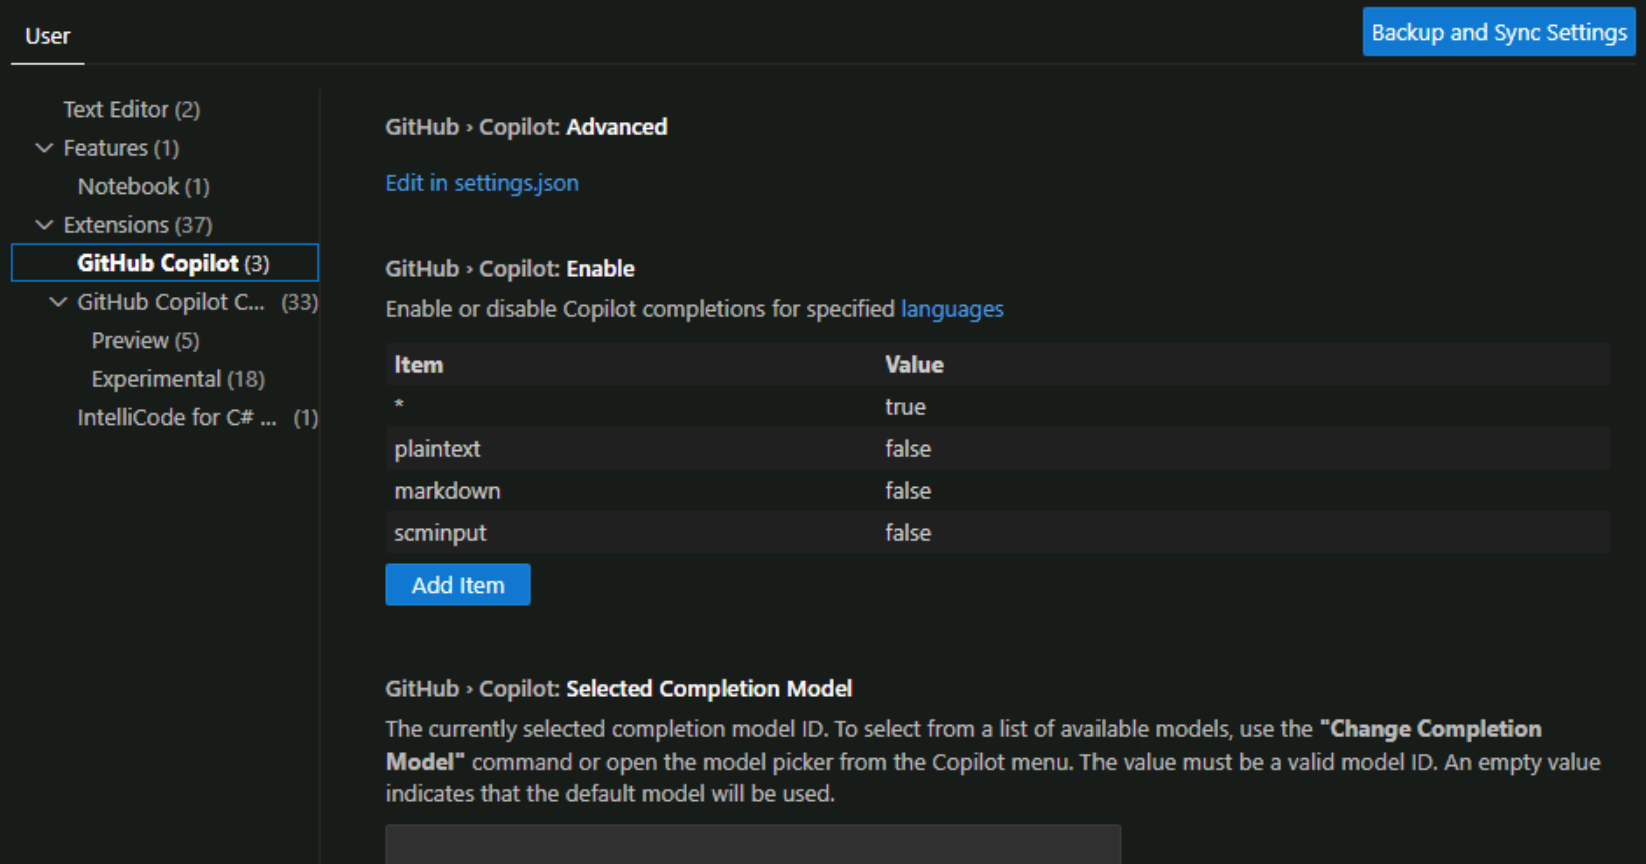 User
Backup and Sync Settings
Text Editor (2)
Features (1)
Notebook (1)
Extensions (37)
GitHub Copilot (3)
GitHub Copilot C... (33)
Preview (5)
Experimental (18)
IntelliCode for C# ... (1)
GitHub › Copilot: Advanced
Edit in settings.json
GitHub › Copilot: Enable
Enable or disable Copilot completions for specified languages
Item Value
* true
plaintext false
markdown false
scminput false
Add Item
GitHub › Copilot: Selected Completion Model
The currently selected completion model ID. To select from a list of available models, use the "Change Completion
Model" command or open the model picker from the Copilot menu. The value must be a valid model ID. An empty value
indicates that the default model will be used.